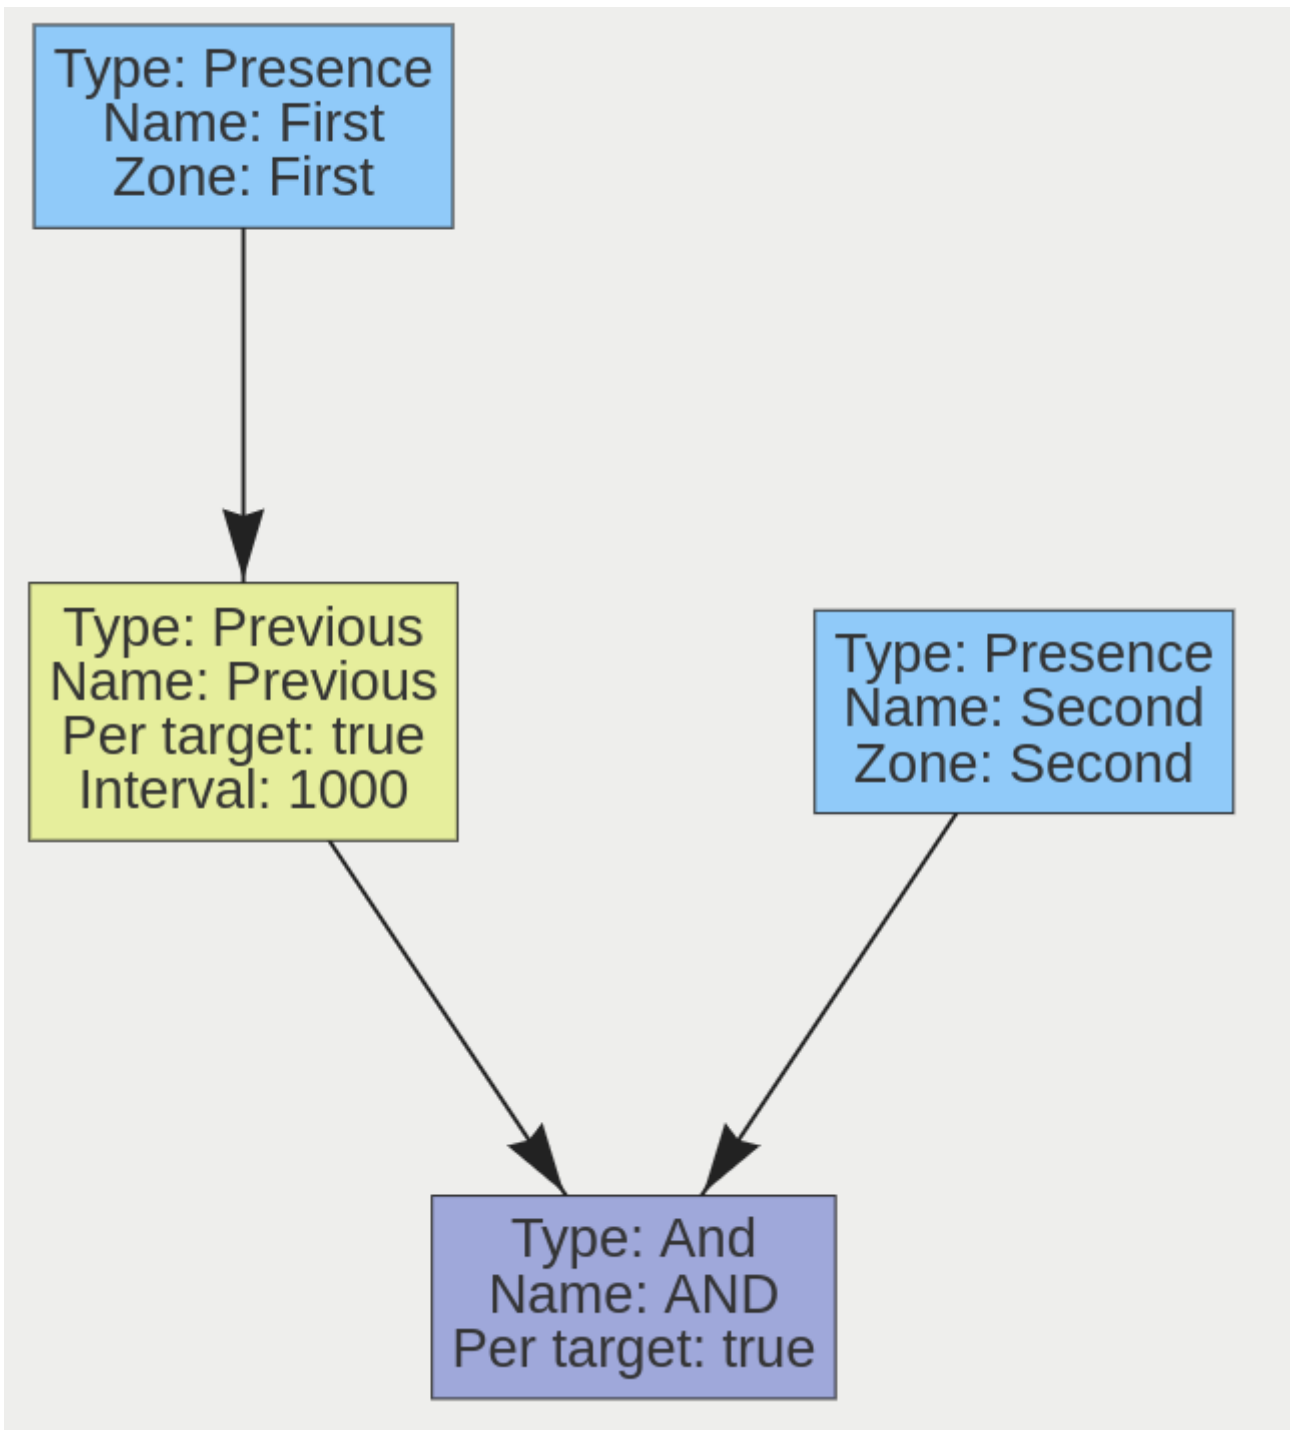 Type: Presence
Name: First
Zone: First
Type: Previous
Name: Previous
Per target: true
Interval: 1000
Type: Presence
Name: Second
Zone: Second
Type: And
Name: AND
Per target: true